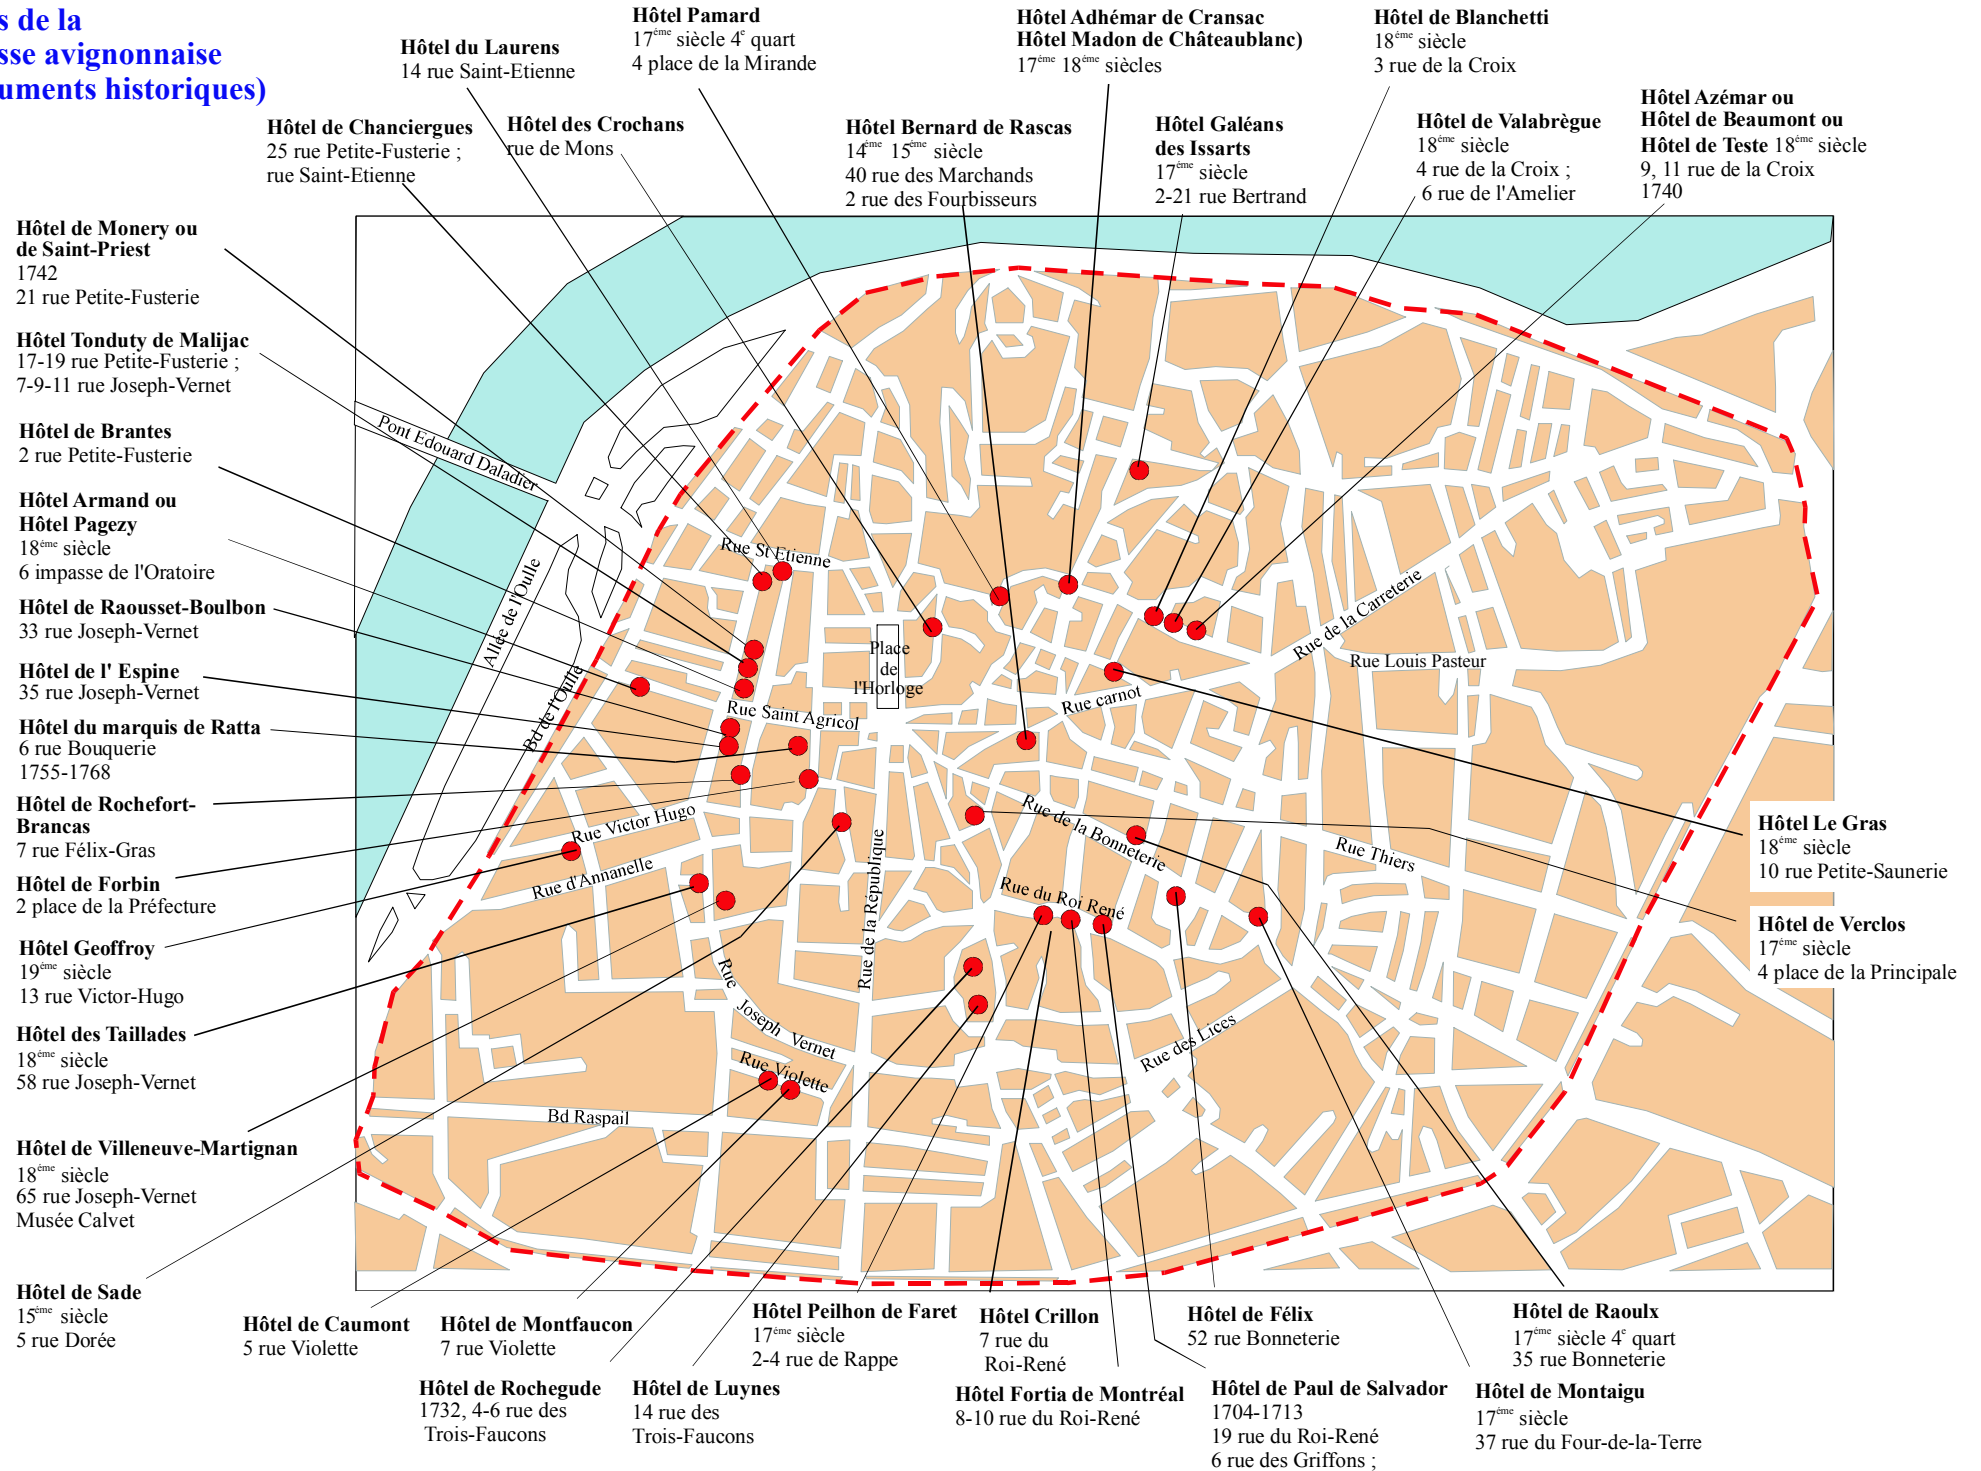 s de la
sse avignonnaise
uments historiques)
Hôtel du Laurens
14 rue Saint-Etienne
Hôtel Pamard
17éme siècle 4e quart
4 place de la Mirande
Hôtel Adhémar de Cransac
Hôtel Madon de Châteaublanc)
17éme 18éme siècles
Hôtel de Blanchetti
18éme siècle
3 rue de la Croix
Hôtel de Chanciergues
25 rue Petite-Fusterie ;
rue Saint-Etienne
Hôtel des Crochans
rue de Mons
Hôtel Bernard de Rascas
14éme 15éme siècle
40 rue des Marchands
2 rue des Fourbisseurs
Hôtel Galéans
des Issarts
17éme siècle
2-21 rue Bertrand
Hôtel de Valabrègue
18éme siècle
4 rue de la Croix ;
6 rue de l'Amelier
Hôtel Azémar ou
Hôtel de Beaumont ou
Hôtel de Teste 18éme siècle
9, 11 rue de la Croix
1740
Hôtel de Monery ou
de Saint-Priest
1742
21 rue Petite-Fusterie
Hôtel Tonduty de Malijac
17-19 rue Petite-Fusterie ;
7-9-11 rue Joseph-Vernet
Hôtel de Brantes
2 rue Petite-Fusterie
Hôtel Armand ou
Hôtel Pagezy
18éme siècle
6 impasse de l'Oratoire
Hôtel de Raousset-Boulbon
33 rue Joseph-Vernet
Hôtel de l' Espine
35 rue Joseph-Vernet
Hôtel du marquis de Ratta
6 rue Bouquerie
1755-1768
Hôtel de Rochefort-
Brancas
7 rue Félix-Gras
Hôtel de Forbin
2 place de la Préfecture
Hôtel Geoffroy
19éme siècle
13 rue Victor-Hugo
Hôtel des Taillades
18éme siècle
58 rue Joseph-Vernet
Hôtel de Villeneuve-Martignan
18éme siècle
65 rue Joseph-Vernet
Musée Calvet
Hôtel de Sade
15éme siècle
5 rue Dorée
Pont Edouard Daladier
Allée de l'Oulle
Bd de l'Oulle
Rue St Etienne
Place
de
l'Horloge
Rue Saint Agricol
Rue carnot
Rue de la Carreterie
Rue Louis Pasteur
Rue Victor Hugo
Rue d'Annanelle
Rue de la République
Rue de la Bonneterie
Rue Thiers
Rue du Roi René
Rue Joseph Vernet
Rue Violette
Rue des Lices
Bd Raspail
Hôtel Le Gras
18éme siècle
10 rue Petite-Saunerie
Hôtel de Verclos
17éme siècle
4 place de la Principale
Hôtel de Caumont
5 rue Violette
Hôtel de Montfaucon
7 rue Violette
Hôtel Peilhon de Faret
17éme siècle
2-4 rue de Rappe
Hôtel Crillon
7 rue du
Roi-René
Hôtel de Félix
52 rue Bonneterie
Hôtel de Raoulx
17éme siècle 4e quart
35 rue Bonneterie
Hôtel de Rochegude
1732, 4-6 rue des
Trois-Faucons
Hôtel de Luynes
14 rue des
Trois-Faucons
Hôtel Fortia de Montréal
8-10 rue du Roi-René
Hôtel de Paul de Salvador
1704-1713
19 rue du Roi-René
6 rue des Griffons ;
Hôtel de Montaigu
17éme siècle
37 rue du Four-de-la-Terre